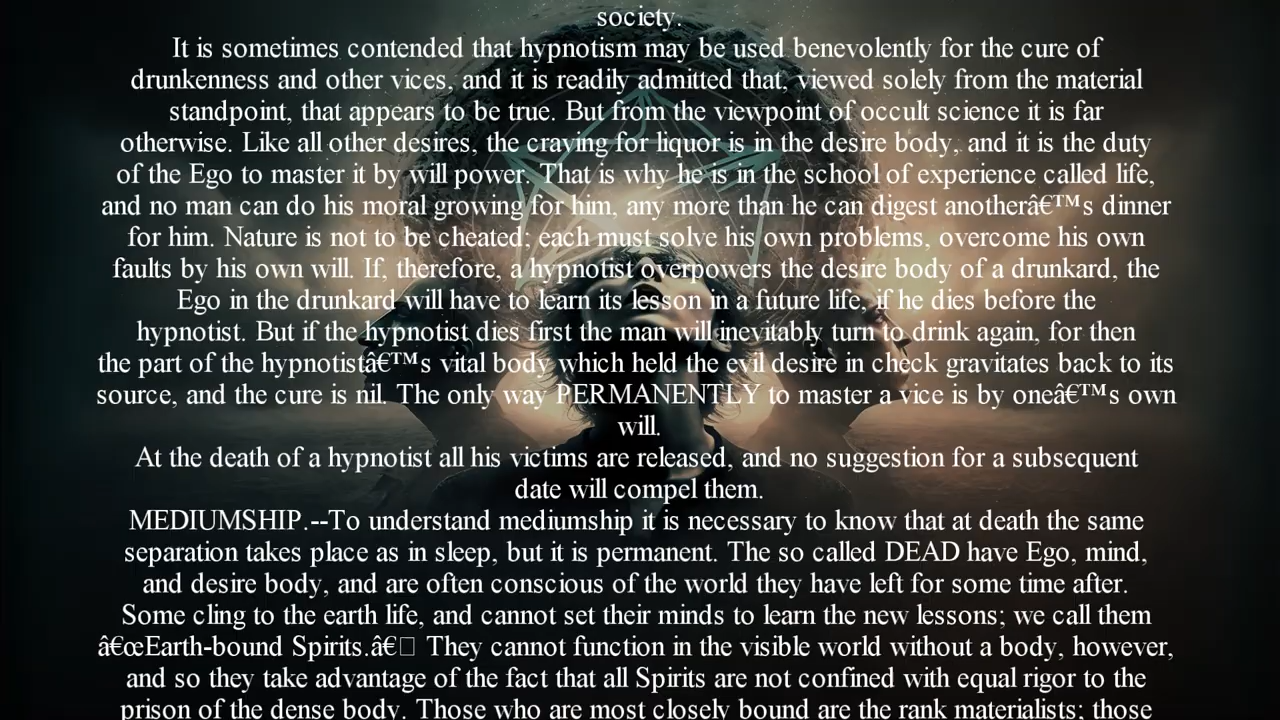 society.
It is sometimes contended that hypnotism may be used benevolently for the cure of
drunkenness and other vices, and it is readily admitted that, viewed solely from the material
standpoint, that appears to be true. But from the viewpoint of occult science it is far
otherwise. Like all other desires, the craving for liquor is in the desire body, and it is the duty
of the Ego to master it by will power. That is why he is in the school of experience called life,
and no man can do his moral growing for him, any more than he can digest anotherâ€™s dinner
for him. Nature is not to be cheated; each must solve his own problems, overcome his own
faults by his own will. If, therefore, a hypnotist overpowers the desire body of a drunkard, the
Ego in the drunkard will have to learn its lesson in a future life, if he dies before the
hypnotist. But if the hypnotist dies first the man will inevitably turn to drink again, for then
the part of the hypnotistâ€™s vital body which held the evil desire in check gravitates back to its
source, and the cure is nil. The only way PERMANENTLY to master a vice is by oneâ€™s own
will.
At the death of a hypnotist all his victims are released, and no suggestion for a subsequent
date will compel them.
MEDIUMSHIP.--To understand mediumship it is necessary to know that at death the same
separation takes place as in sleep, but it is permanent. The so called DEAD have Ego, mind,
and desire body, and are often conscious of the world they have left for some time after.
Some cling to the earth life, and cannot set their minds to learn the new lessons; we call them
â€œEarth-bound Spirits.â€□ They cannot function in the visible world without a body, however,
and so they take advantage of the fact that all Spirits are not confined with equal rigor to the
prison of the dense body. Those who are most closely bound are the rank materialists; those